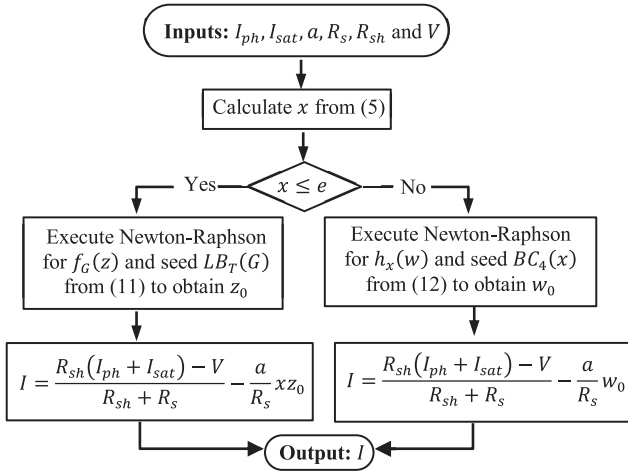 Inputs: I_{ph}, I_{sat}, a, R_s, R_{sh} and V
Calculate x from (5)
Yes
x ≤ e
No
Execute Newton-Raphson
for f_G(z) and seed LB_T(G)
from (11) to obtain z_0
Execute Newton-Raphson
for h_x(w) and seed BC_4(x)
from (12) to obtain w_0
I = \frac{R_{sh}(I_{ph} + I_{sat}) − V}{R_{sh} + R_s} − \frac{a}{R_s} xz_0
I = \frac{R_{sh}(I_{ph} + I_{sat}) − V}{R_{sh} + R_s} − \frac{a}{R_s} w_0
Output: I